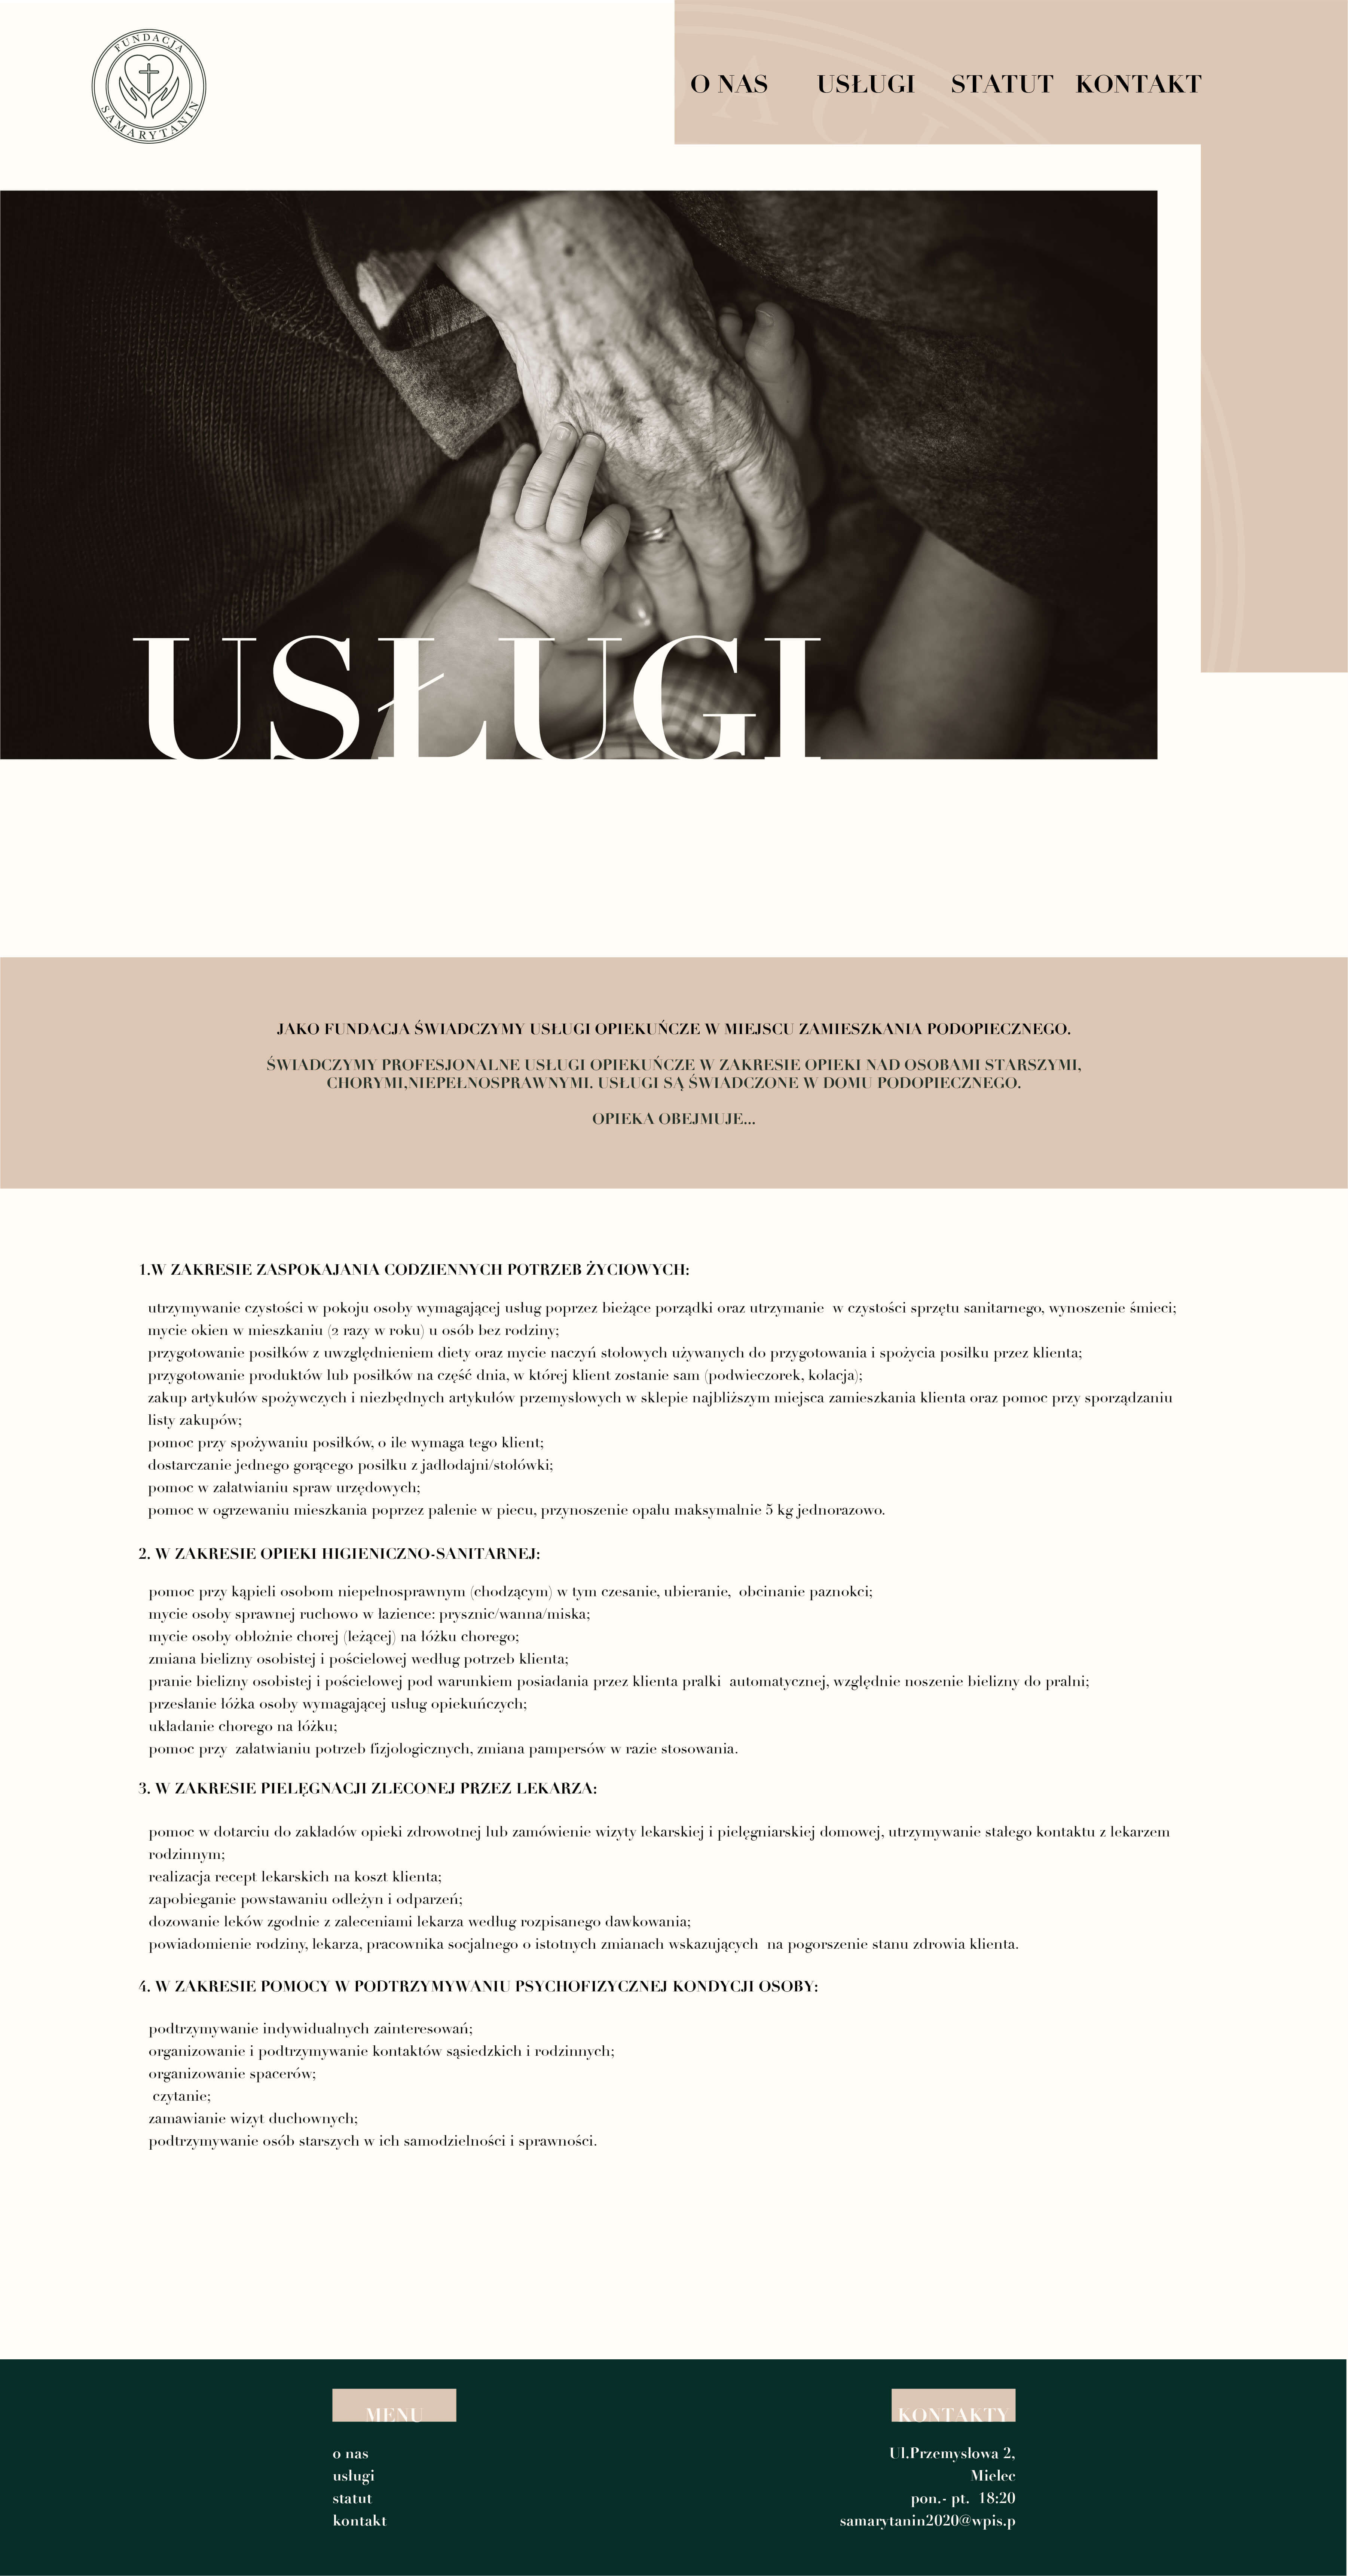 FUNDACJA
SAMARYTANIN
O NAS USŁUGI STATUT KONTAKT
USŁUGI
JAKO FUNDACJA ŚWIADCZYMY USŁUGI OPIEKUŃCZE W MIEJSCU ZAMIESZKANIA PODOPIECZNEGO.
ŚWIADCZYMY PROFESJONALNE USŁUGI OPIEKUŃCZE W ZAKRESIE OPIEKI NAD OSOBAMI STARSZYMI,
CHORYMI,NIEPEŁNOSPRAWNYMI. USŁUGI SĄ ŚWIADCZONE W DOMU PODOPIECZNEGO.
OPIEKA OBEJMUJE...
1.W ZAKRESIE ZASPOKAJANIA CODZIENNYCH POTRZEB ŻYCIOWYCH:
utrzymywanie czystości w pokoju osoby wymagającej usług poprzez bieżące porządki oraz utrzymanie w czystości sprzętu sanitarnego, wynoszenie śmieci;
mycie okien w mieszkaniu (2 razy w roku) u osób bez rodziny;
przygotowanie posiłków z uwzględnieniem diety oraz mycie naczyń stołowych używanych do przygotowania i spożycia posiłku przez klienta;
przygotowanie produktów lub posiłków na część dnia, w której klient zostanie sam (podwieczorek, kolacja);
zakup artykułów spożywczych i niezbędnych artykułów przemysłowych w sklepie najbliższym miejsca zamieszkania klienta oraz pomoc przy sporządzaniu
listy zakupów;
pomoc przy spożywaniu posiłków, o ile wymaga tego klient;
dostarczanie jednego gorącego posiłku z jadłodajni/stołówki;
pomoc w załatwianiu spraw urzędowych;
pomoc w ogrzewaniu mieszkania poprzez palenie w piecu, przynoszenie opału maksymalnie 5 kg jednorazowo.
2. W ZAKRESIE OPIEKI HIGIENICZNO-SANITARNEJ:
pomoc przy kąpieli osobom niepełnosprawnym (chodzącym) w tym czesanie, ubieranie, obcinanie paznokci;
mycie osoby sprawnej ruchowo w łazience: prysznic/wanna/miska;
mycie osoby obłożnie chorej (leżącej) na łóżku chorego;
zmiana bielizny osobistej i pościelowej według potrzeb klienta;
pranie bielizny osobistej i pościelowej pod warunkiem posiadania przez klienta pralki automatycznej, względnie noszenie bielizny do pralni;
przesłanie łóżka osoby wymagającej usług opiekuńczych;
układanie chorego na łóżku;
pomoc przy załatwianiu potrzeb fizjologicznych, zmiana pampersów w razie stosowania.
3. W ZAKRESIE PIELĘGNACJI ZLECONEJ PRZEZ LEKARZA:
pomoc w dotarciu do zakładów opieki zdrowotnej lub zamówienie wizyty lekarskiej i pielęgniarskiej domowej, utrzymywanie stałego kontaktu z lekarzem
rodzinnym;
realizacja recept lekarskich na koszt klienta;
zapobieganie powstawaniu odleżyn i odparzeń;
dozowanie leków zgodnie z zaleceniami lekarza według rozpisanego dawkowania;
powiadomienie rodziny, lekarza, pracownika socjalnego o istotnych zmianach wskazujących na pogorszenie stanu zdrowia klienta.
4. W ZAKRESIE POMOCY W PODTRZYMYWANIU PSYCHOFIZYCZNEJ KONDYCJI OSOBY:
podtrzymywanie indywidualnych zainteresowań;
organizowanie i podtrzymywanie kontaktów sąsiedzkich i rodzinnych;
organizowanie spacerów;
czytanie;
zamawianie wizyt duchownych;
podtrzymywanie osób starszych w ich samodzielności i sprawności.
MENU
o nas
usługi
statut
kontakt
KONTAKTY
Ul.Przemysłowa 2,
Mielec
pon.- pt. 18:20
samarytanin2020@wpis.p